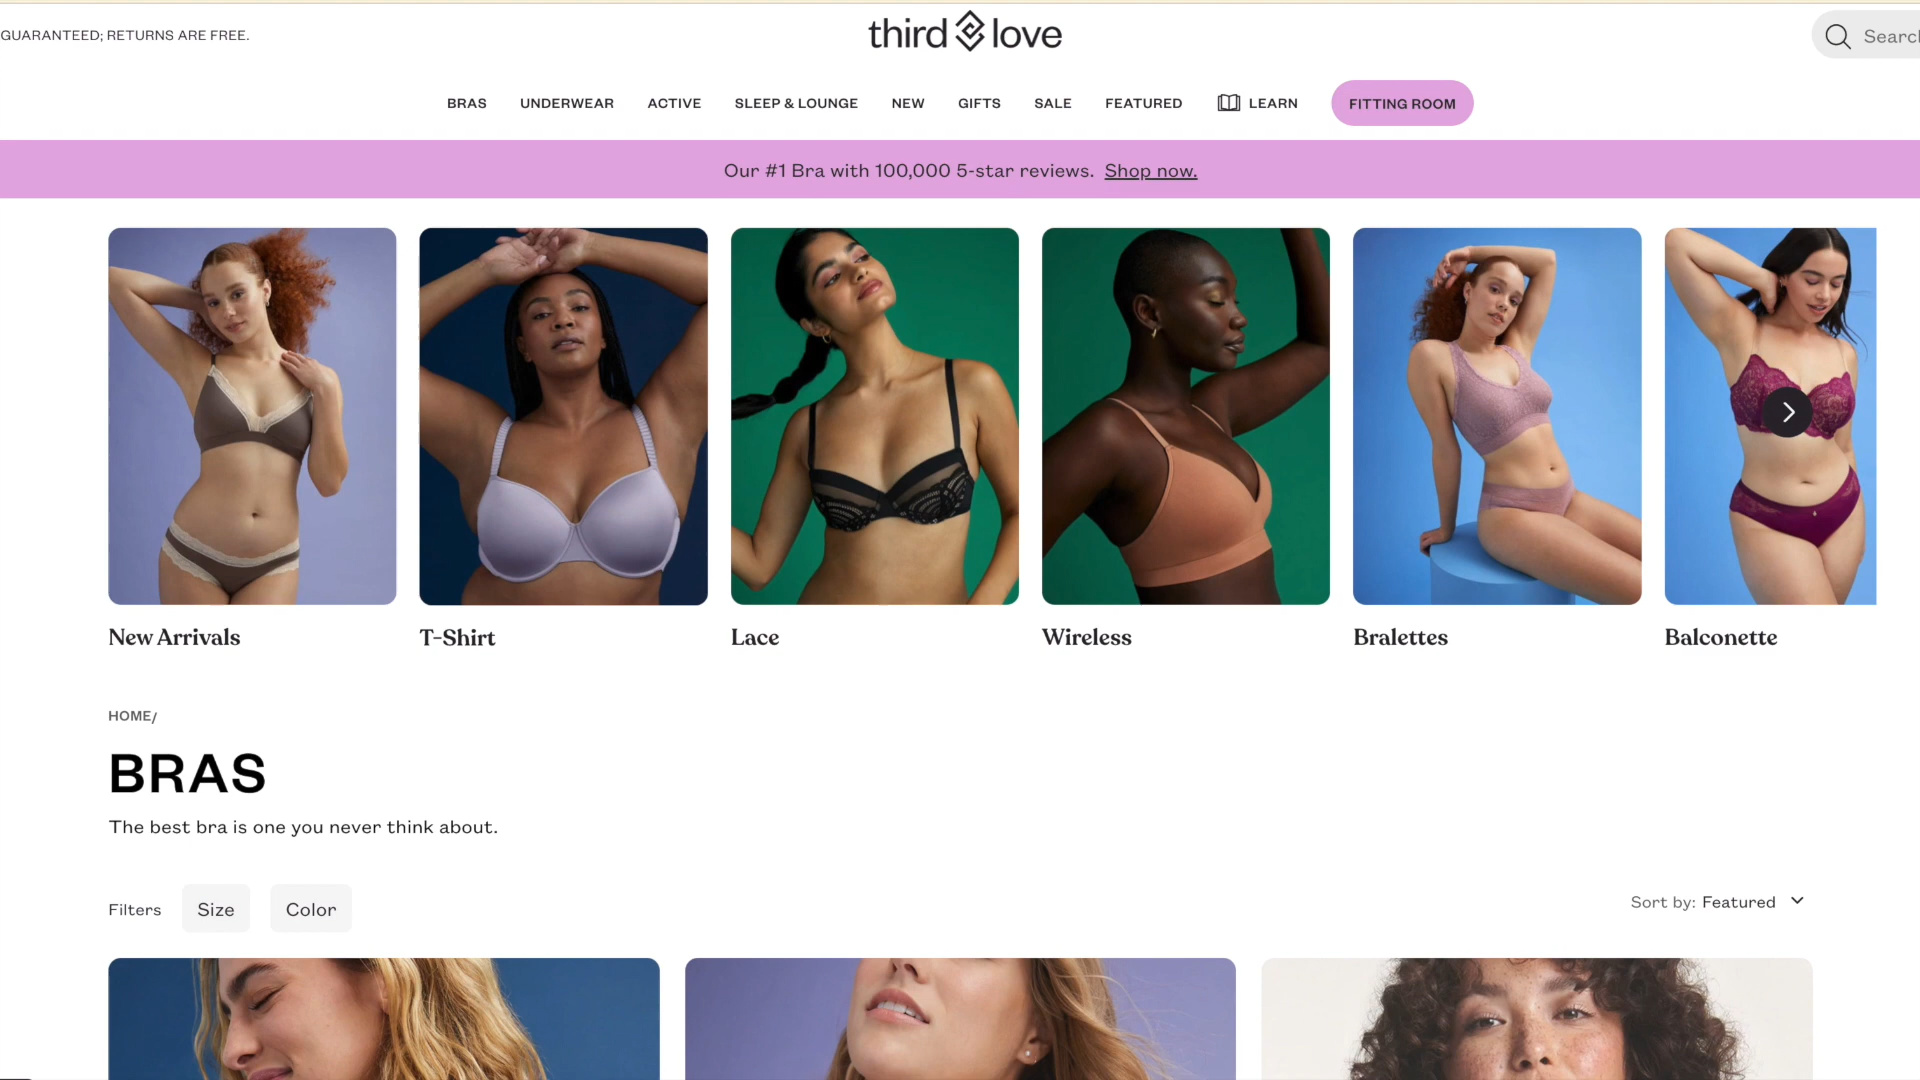 GUARANTEED; RETURNS ARE FREE.
third love
Search
BRAS UNDERWEAR ACTIVE SLEEP & LOUNGE NEW GIFTS SALE FEATURED LEARN FITTING ROOM
Our #1 Bra with 100,000 5-star reviews. Shop now.
New Arrivals T-Shirt Lace Wireless Bralettes Balconette
HOME/
BRAS
The best bra is one you never think about.
Filters Size Color Sort by: Featured